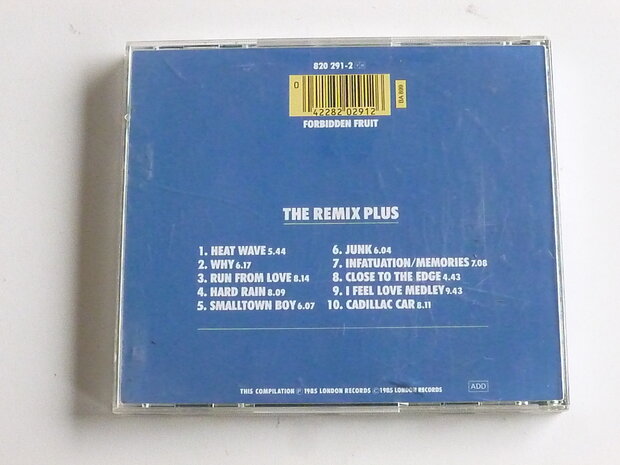 820 291-2
0
42282 02912
BA 899
FORBIDDEN FRUIT
THE REMIX PLUS
1. HEAT WAVE 5.44
2. WHY 6.17
3. RUN FROM LOVE 8.14
4. HARD RAIN 8.09
5. SMALLTOWN BOY 6.07
6. JUNK 6.04
7. INFATUATION/MEMORIES 7.08
8. CLOSE TO THE EDGE 4.43
9. I FEEL LOVE MEDLEY 9.43
10. CADILLAC CAR 8.11
THIS COMPILATION ℗ 1985 LONDON RECORDS © 1985 LONDON RECORDS
ADD